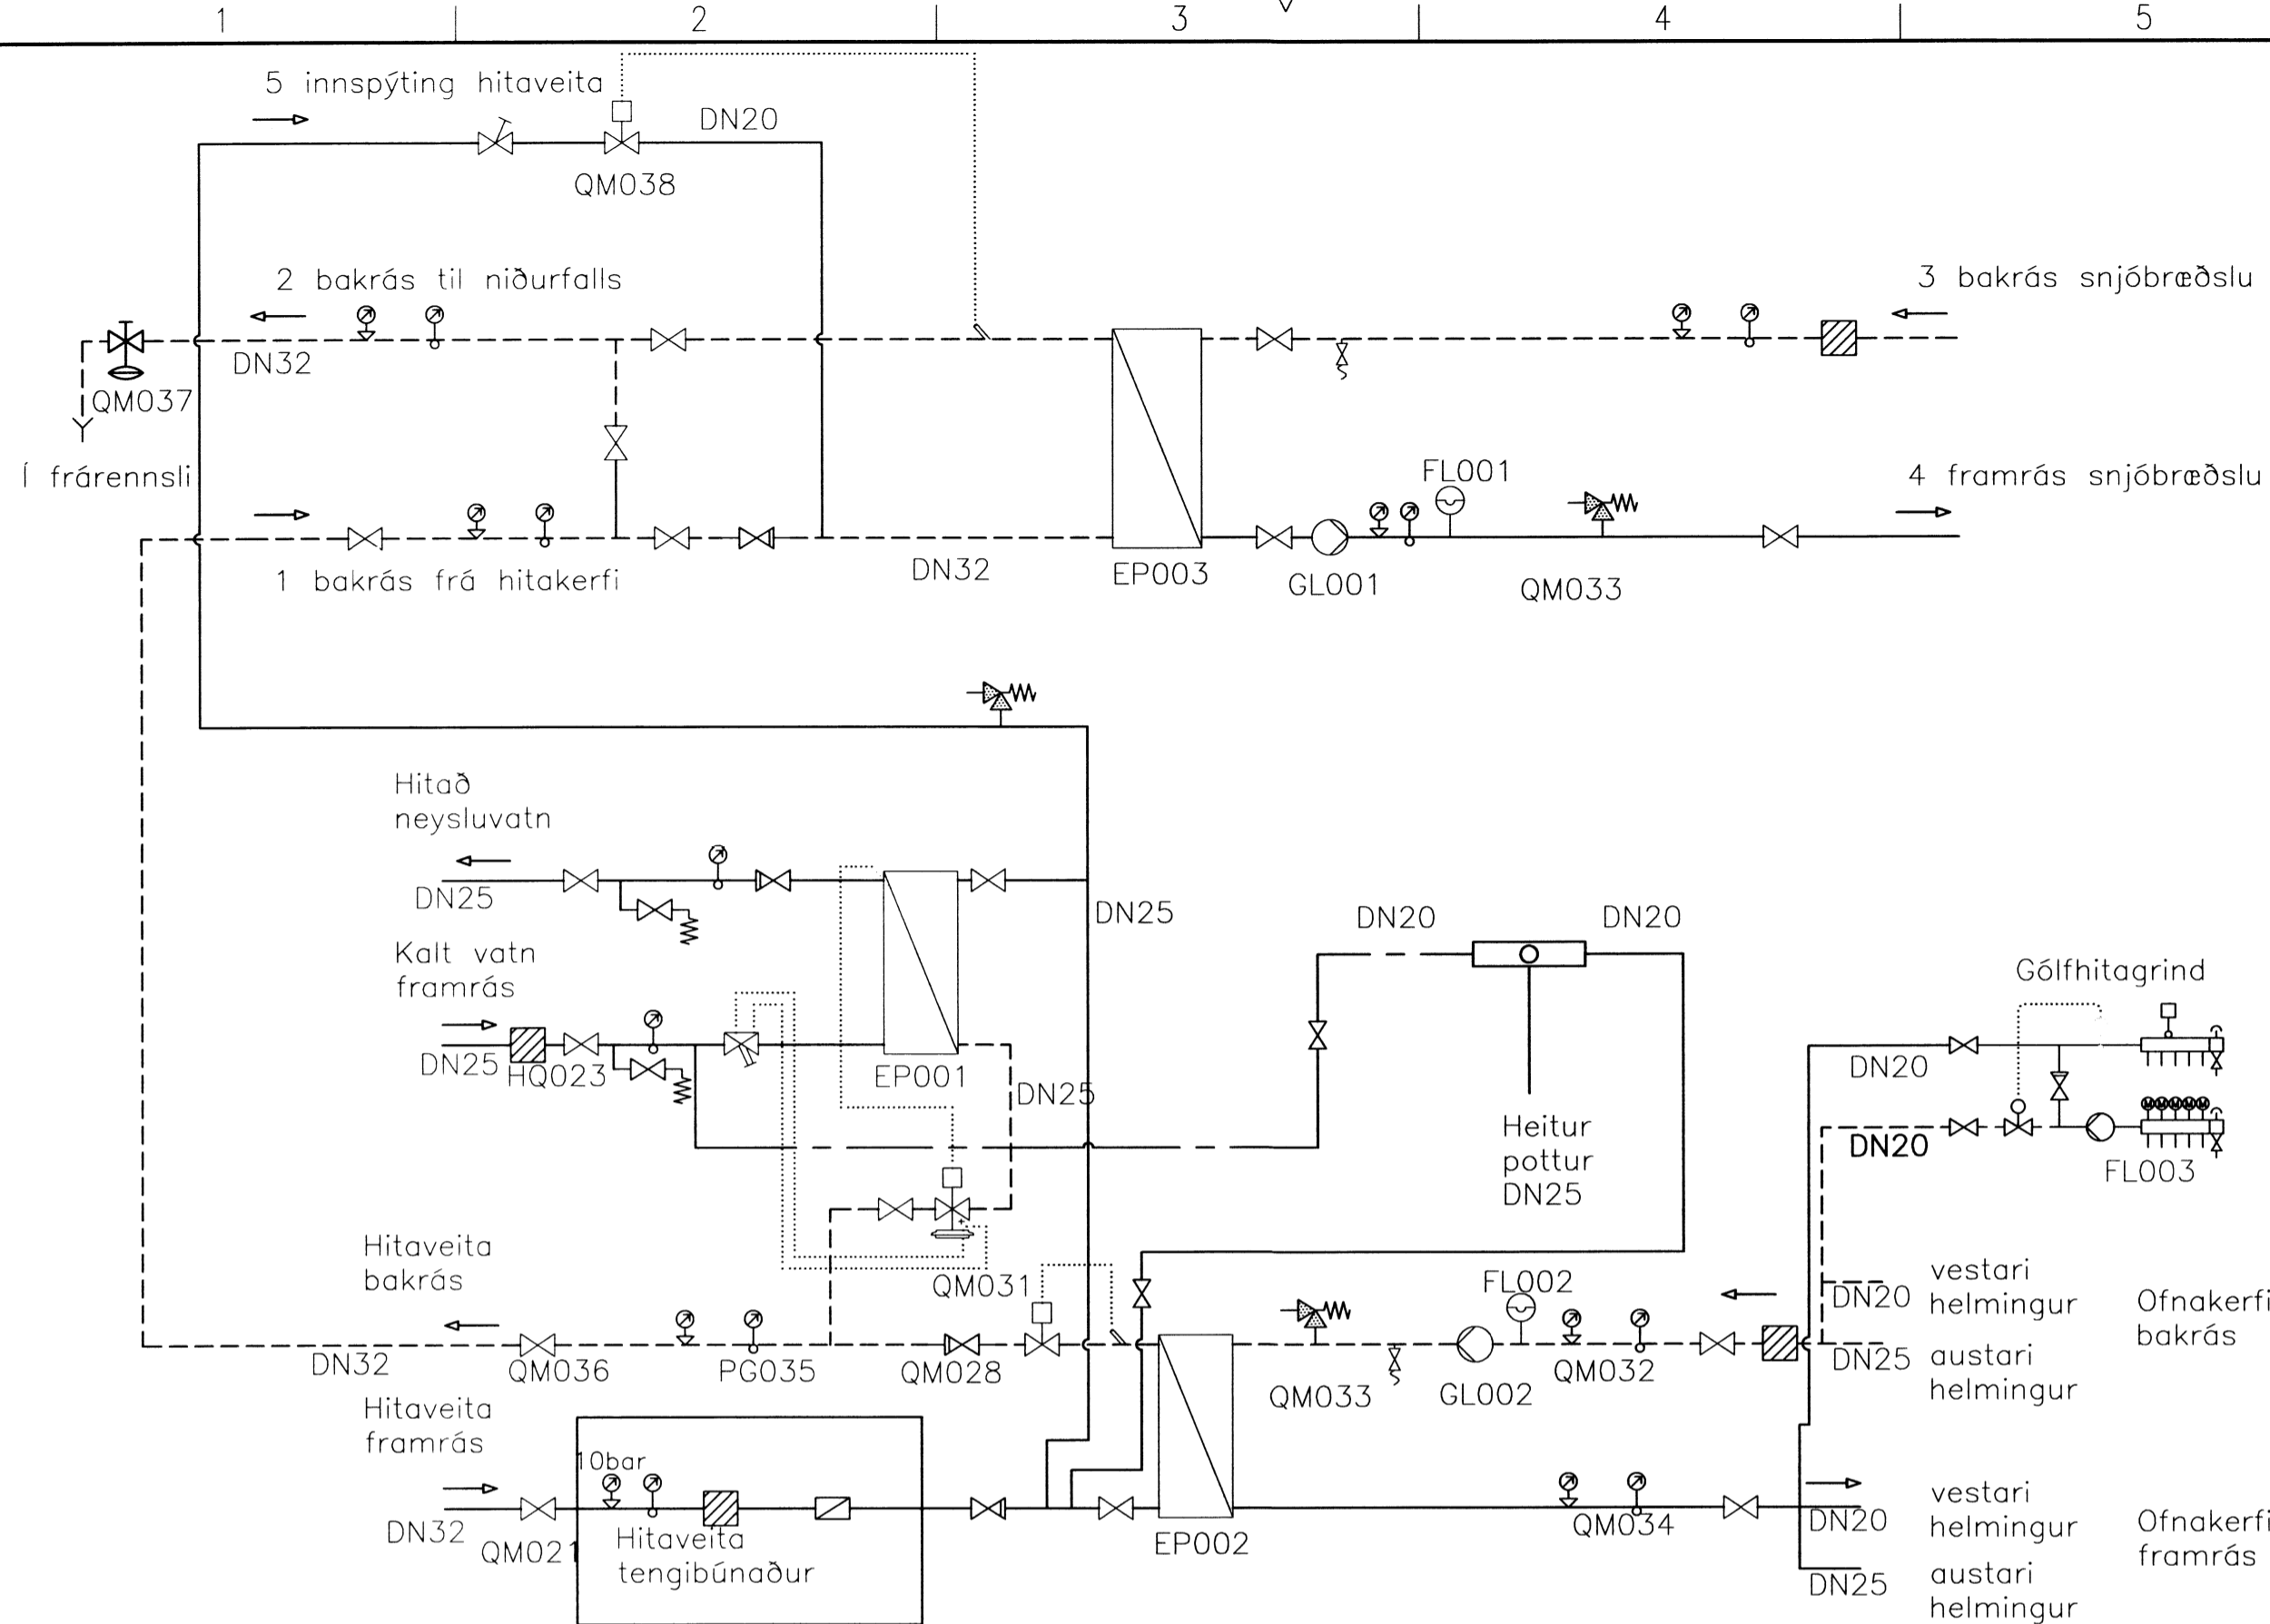 1 2 3 4 5
5 innspýting hitaveita
DN20
QM038
2 bakrás til niðurfalls
3 bakrás snjóbræðslu
DN32
QM037
Í frárennsli
FL001
4 framrás snjóbræðslu
1 bakrás frá hitakerfi
DN32
EP003
GL001
QM033
Hitað
neysluvatn
DN25
DN25
DN20
DN20
Kalt vatn
framrás
Gólfhitagrind
DN25
HQ023
EP001
DN25
DN20
Heitur
pottur
DN25
DN20
FL003
Hitaveita
bakrás
QM031
FL002
DN20
vestari
helmingur
Ofnakerfi
bakrás
DN32
QM036
PG035
QM028
QM033
GL002
QM032
DN25
austari
helmingur
Hitaveita
framrás
10bar
DN32
QM021
Hitaveita
tengibúnaður
EP002
QM034
DN20
vestari
helmingur
Ofnakerfi
framrás
DN25
austari
helmingur